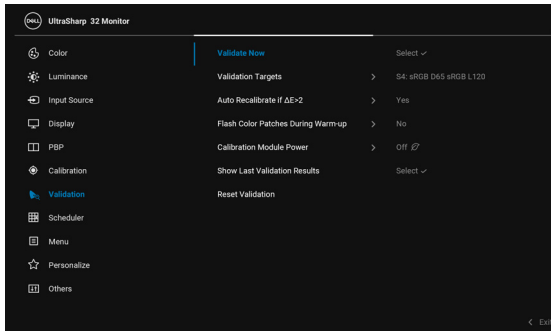 DELL UltraSharp 32 Monitor
Color
Validate Now Select
Luminance
Validation Targets > S4: sRGB D65 sRGB L120
Input Source
Auto Recalibrate if ΔE>2 > Yes
Display
Flash Color Patches During Warm-up > No
PBP
Calibration Module Power > Off
Calibration
Show Last Validation Results Select
Validation
Reset Validation
Scheduler
Menu
Personalize
Others
< Exit